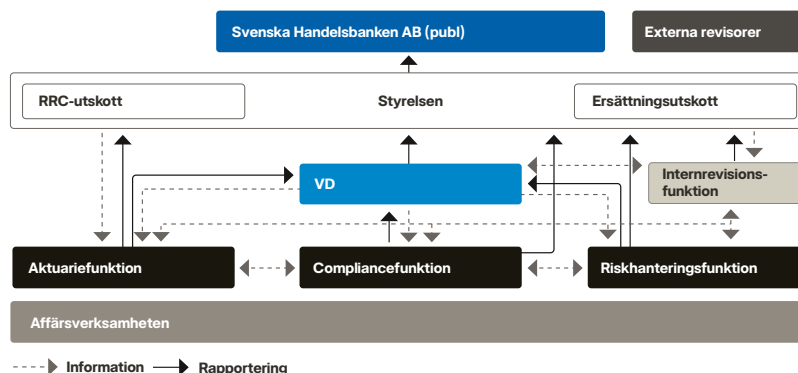 Svenska Handelsbanken AB (publ)
Externa revisorer
RRC-utskott
Styrelsen
Ersättningsutskott
VD
Internrevisions-
funktion
Aktuariefunktion
Compliancefunktion
Riskhanteringsfunktion
Affärsverksamheten
Information
Rapportering